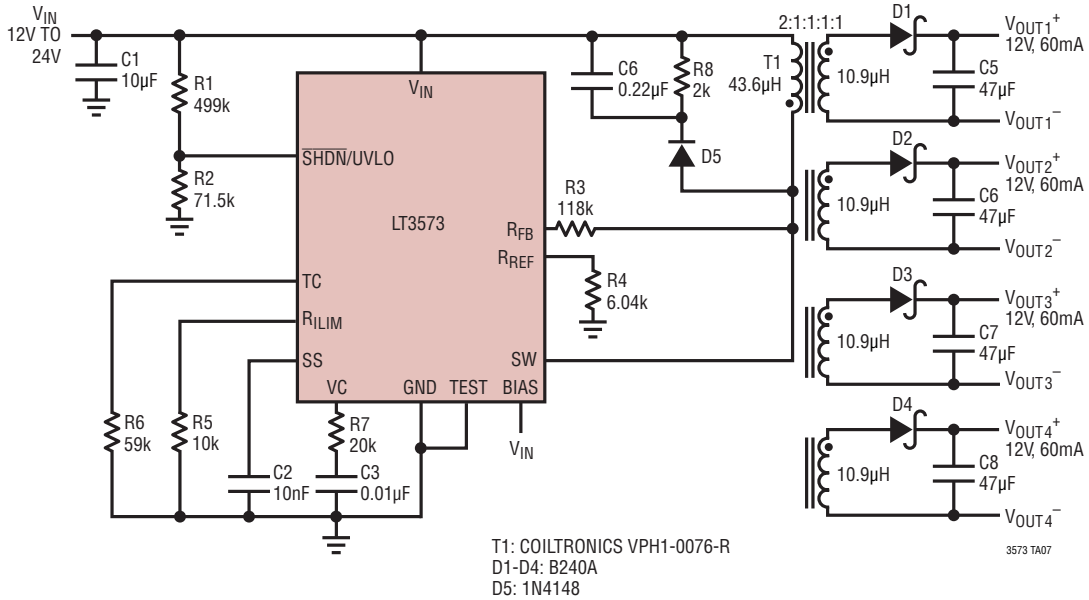 VIN
12V TO
24V
C1
10µF
R1
499k
R2
71.5k
VIN
SHDN/UVLO
LT3573
RFB
RREF
TC
RILIM
SS
SW
VC
GND
TEST
BIAS
VIN
R3
118k
R4
6.04k
R6
59k
R5
10k
C2
10nF
R7
20k
C3
0.01µF
C6
0.22µF
R8
2k
D5
2:1:1:1:1
T1
43.6µH
10.9µH
D1
C5
47µF
VOUT1+
12V, 60mA
VOUT1–
D2
10.9µH
C6
47µF
VOUT2+
12V, 60mA
VOUT2–
D3
10.9µH
C7
47µF
VOUT3+
12V, 60mA
VOUT3–
D4
10.9µH
C8
47µF
VOUT4+
12V, 60mA
VOUT4–
T1: COILTRONICS VPH1-0076-R
D1-D4: B240A
D5: 1N4148
3573 TA07